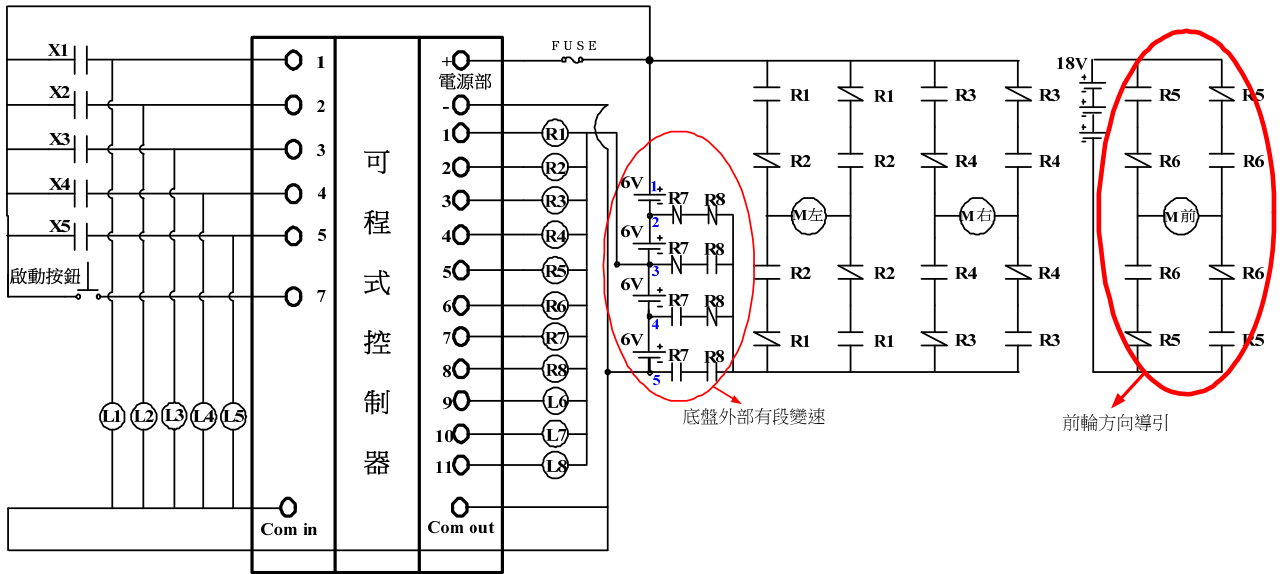 X1
X2
X3
X4
X5
啟動按鈕
1
2
3
4
5
7
L1 L2 L3 L4 L5
Com in
可程式控制器
+
電源部
-
1
2
3
4
5
6
7
8
9
10
11
Com out
FUSE
R1
R2
R3
R4
R5
R6
R7
R8
L6
L7
L8
6V 1 + -
R7 R8
2
6V + -
R7 R8
3
6V + -
R7 R8
4
6V + -
R7 R8
5
底盤外部有段變速
R1 R1 R3 R3
R2 R2 R4 R4
M左 M右
R2 R2 R4 R4
R1 R1 R3 R3
18V
+
+
+
R5 R5
R6 R6
M前
R6 R6
R5 R5
前輪方向導引